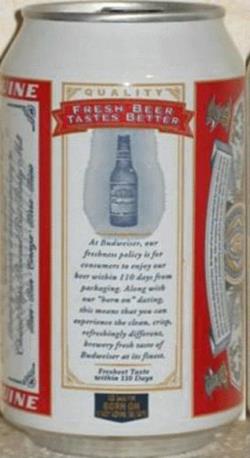 QUALITY
FRESH BEER
TASTES BETTER
At Budweiser, our
freshness policy is for
consumers to enjoy our
beer within 110 days from
packaging. Along with
our "born on" dating,
this means that you can
experience the clean, crisp,
refreshingly different,
brewery fresh taste of
Budweiser at its finest.
Freshest Taste
within 110 Days
BORN ON
INE
INE